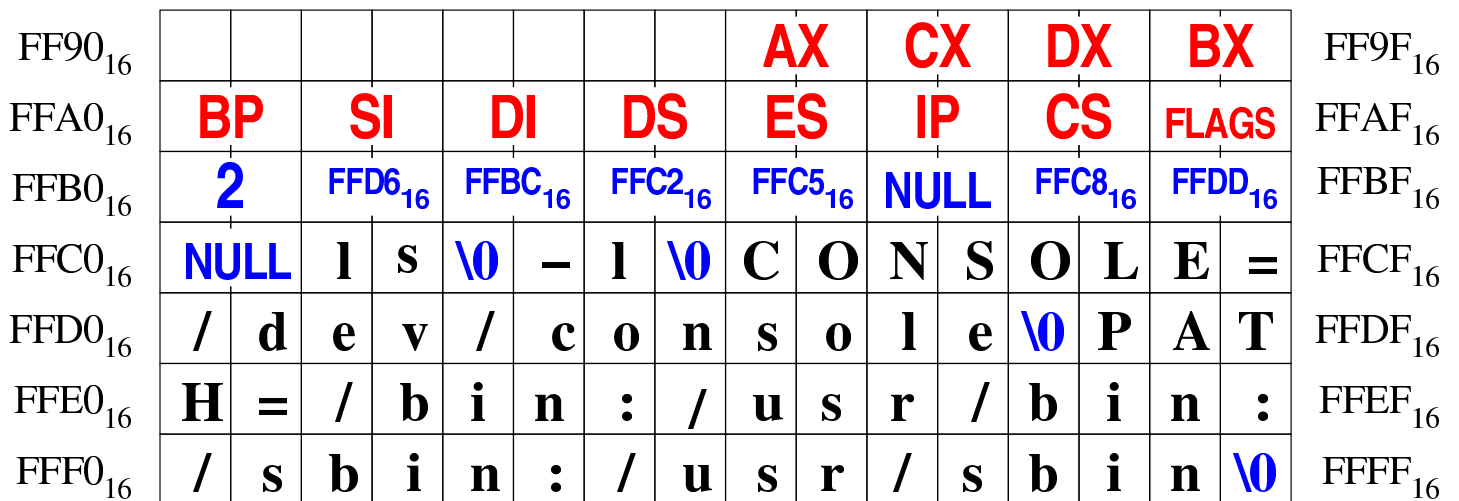 FF90₁₆ AX CX DX BX FF9F₁₆
FFA0₁₆ BP SI DI DS ES IP CS FLAGS FFAF₁₆
FFB0₁₆ 2 FFD6₁₆ FFBC₁₆ FFC2₁₆ FFC5₁₆ NULL FFC8₁₆ FFDD₁₆ FFBF₁₆
FFC0₁₆ NULL l s \0 – l \0 C O N S O L E = FFCF₁₆
FFD0₁₆ / d e v / c o n s o l e \0 P A T FFDF₁₆
FFE0₁₆ H = / b i n : / u s r / b i n : FFEF₁₆
FFF0₁₆ / s b i n : / u s r / s b i n \0 FFFF₁₆